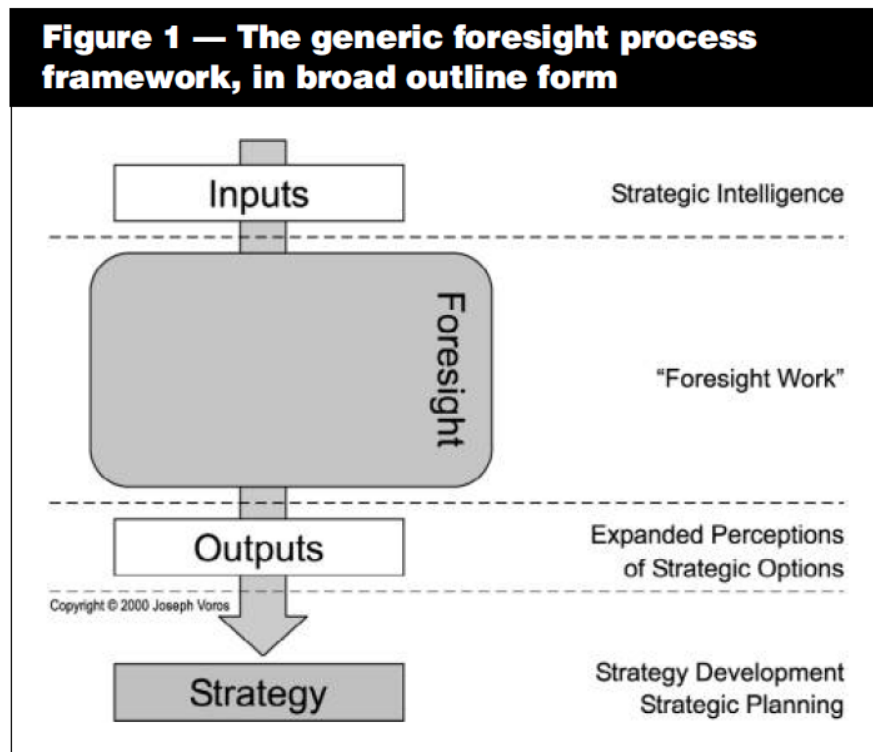 Figure 1 — The generic foresight process
framework, in broad outline form
Inputs
Strategic Intelligence
Foresight
“Foresight Work”
Outputs
Expanded Perceptions
of Strategic Options
Copyright © 2000 Joseph Voros
Strategy
Strategy Development
Strategic Planning